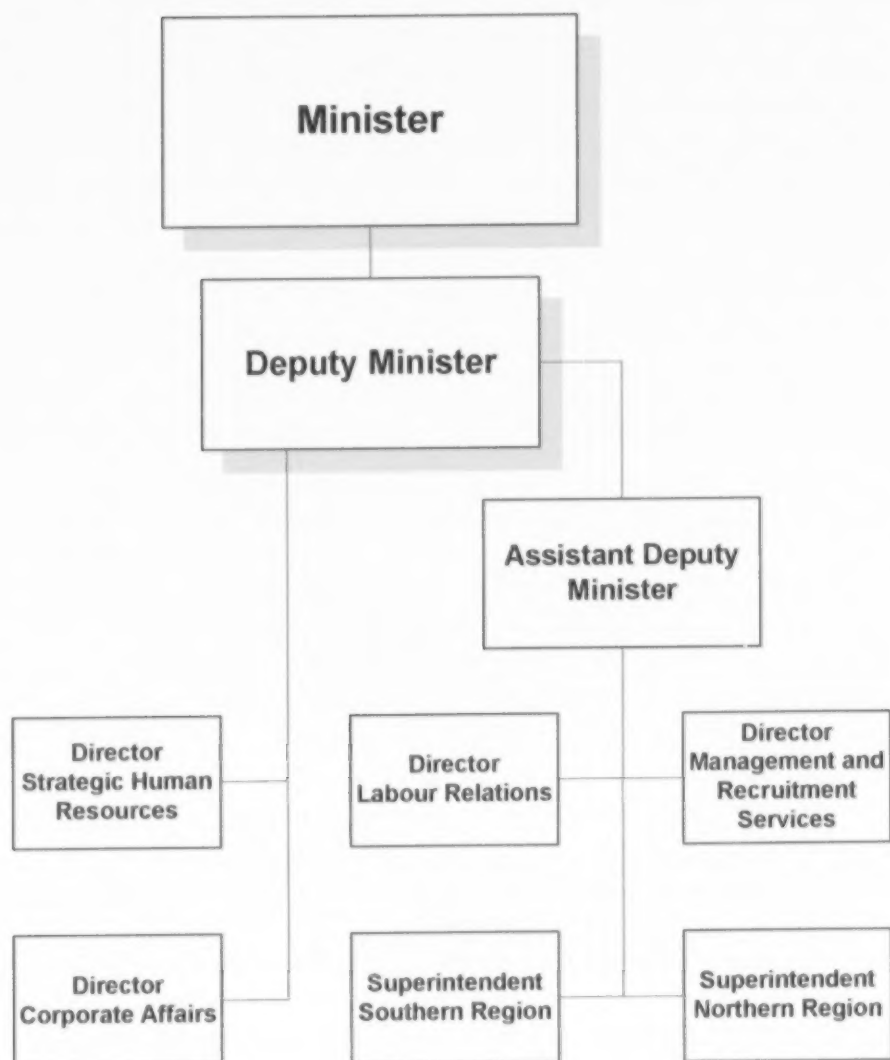 Minister
Deputy Minister
Assistant Deputy
Minister
Director
Strategic Human
Resources
Director
Labour Relations
Director
Management and
Recruitment
Services
Director
Corporate Affairs
Superintendent
Southern Region
Superintendent
Northern Region